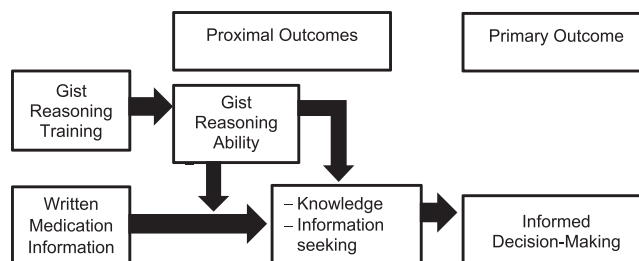 Proximal Outcomes
Primary Outcome
Gist
Reasoning
Training
Gist
Reasoning
Ability
Written
Medication
Information
– Knowledge
– Information
seeking
Informed
Decision-Making